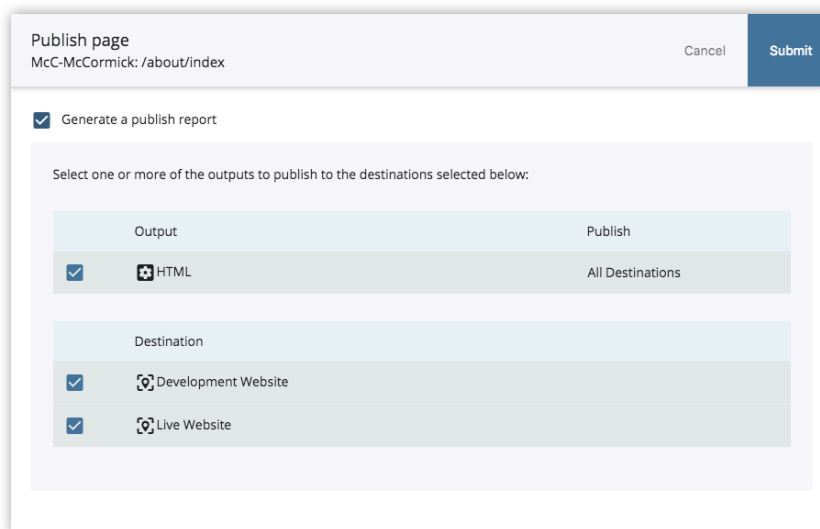 Publish page
McC-McCormick: /about/index
Cancel
Submit
Generate a publish report
Select one or more of the outputs to publish to the destinations selected below:
Output Publish
HTML All Destinations
Destination
Development Website
Live Website